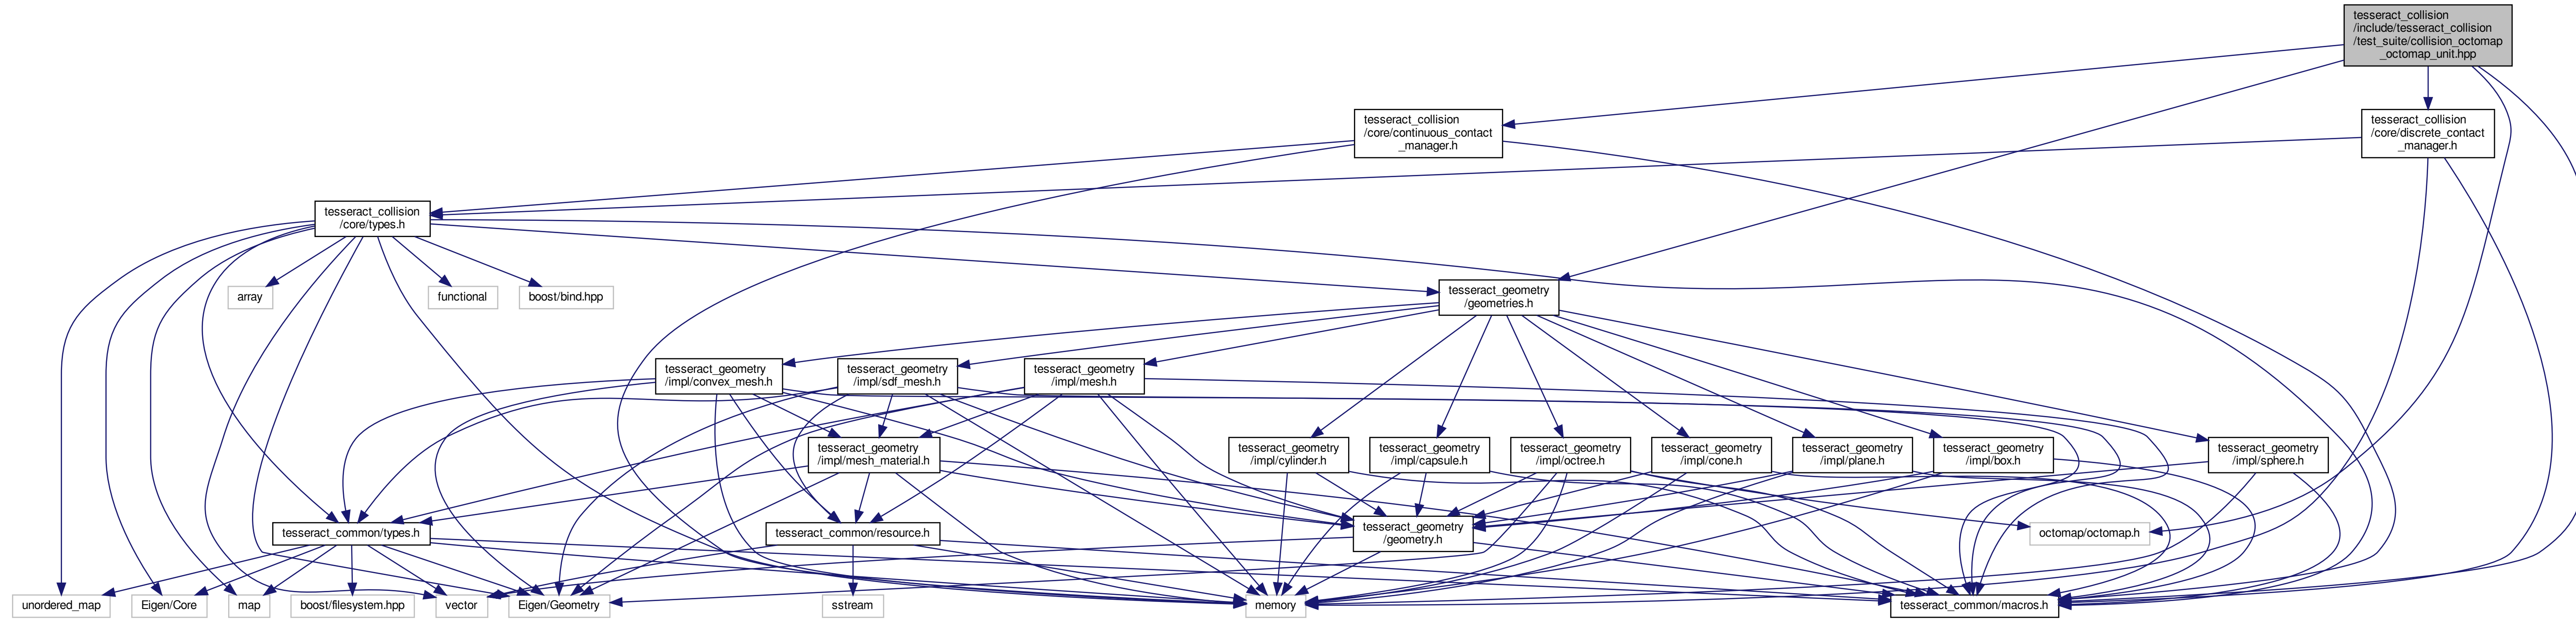 tesseract_collision
/include/tesseract_collision
/test_suite/collision_octomap
_octomap_unit.hpp
tesseract_collision
/core/continuous_contact
_manager.h
tesseract_collision
/core/discrete_contact
_manager.h
tesseract_collision
/core/types.h
array
functional
boost/bind.hpp
tesseract_geometry
/geometries.h
tesseract_geometry
/impl/convex_mesh.h
tesseract_geometry
/impl/sdf_mesh.h
tesseract_geometry
/impl/mesh.h
tesseract_geometry
/impl/mesh_material.h
tesseract_geometry
/impl/cylinder.h
tesseract_geometry
/impl/capsule.h
tesseract_geometry
/impl/octree.h
tesseract_geometry
/impl/cone.h
tesseract_geometry
/impl/plane.h
tesseract_geometry
/impl/box.h
tesseract_geometry
/impl/sphere.h
tesseract_common/types.h
tesseract_common/resource.h
tesseract_geometry
/geometry.h
octomap/octomap.h
unordered_map
Eigen/Core
map
boost/filesystem.hpp
vector
Eigen/Geometry
sstream
memory
tesseract_common/macros.h